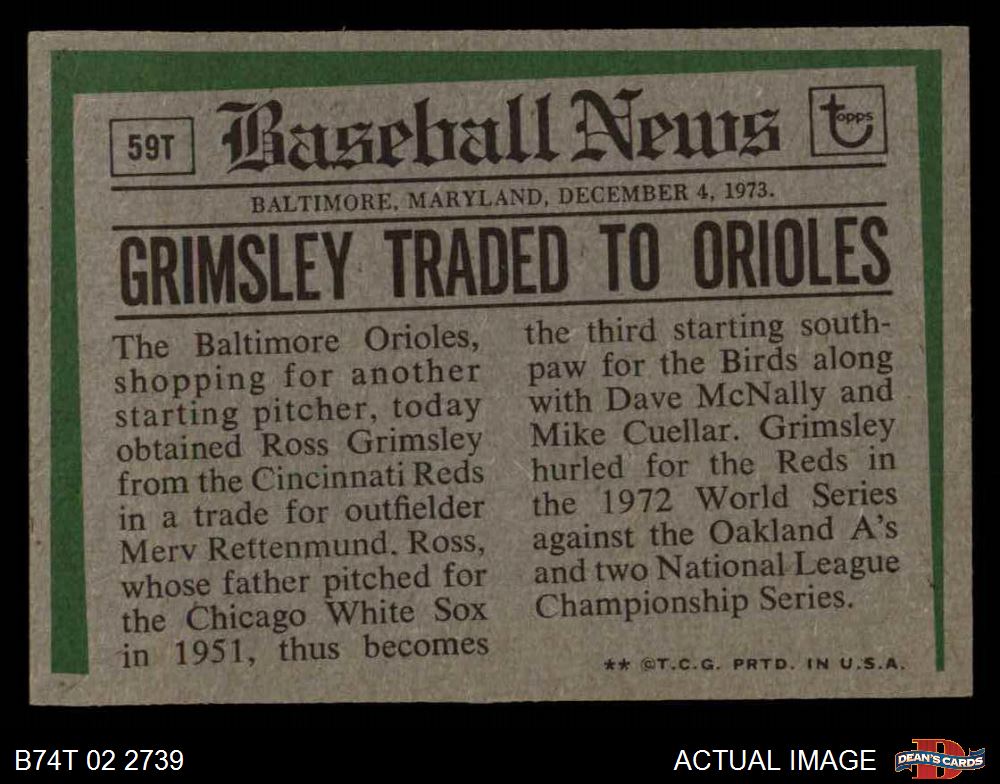 59T
Baseball News
Topps
BALTIMORE, MARYLAND, DECEMBER 4, 1973.
GRIMSLEY TRADED TO ORIOLES
The Baltimore Orioles,
shopping for another
starting pitcher, today
obtained Ross Grimsley
from the Cincinnati Reds
in a trade for outfielder
Merv Rettenmund. Ross,
whose father pitched for
the Chicago White Sox
in 1951, thus becomes
the third starting south-
paw for the Birds along
with Dave McNally and
Mike Cuellar. Grimsley
hurled for the Reds in
the 1972 World Series
against the Oakland A's
and two National League
Championship Series.
** ©T.C.G. PRTD. IN U.S.A.
B74T 02 2739
ACTUAL IMAGE
D
DEAN'S CARDS